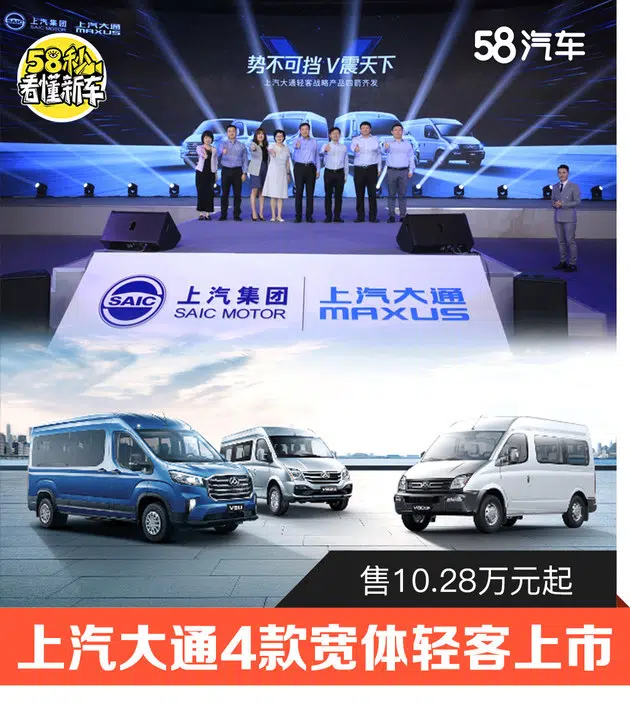 SAIC 上汽集团 SAIC MOTOR
上汽大通 MAXUS
58秒
看懂新车
58汽车
势不可挡 V震天下
上汽大通轻客战略产品四箭齐发
SAIC
上汽集团
SAIC MOTOR
上汽大通
MAXUS
售10.28万元起
上汽大通4款宽体轻客上市